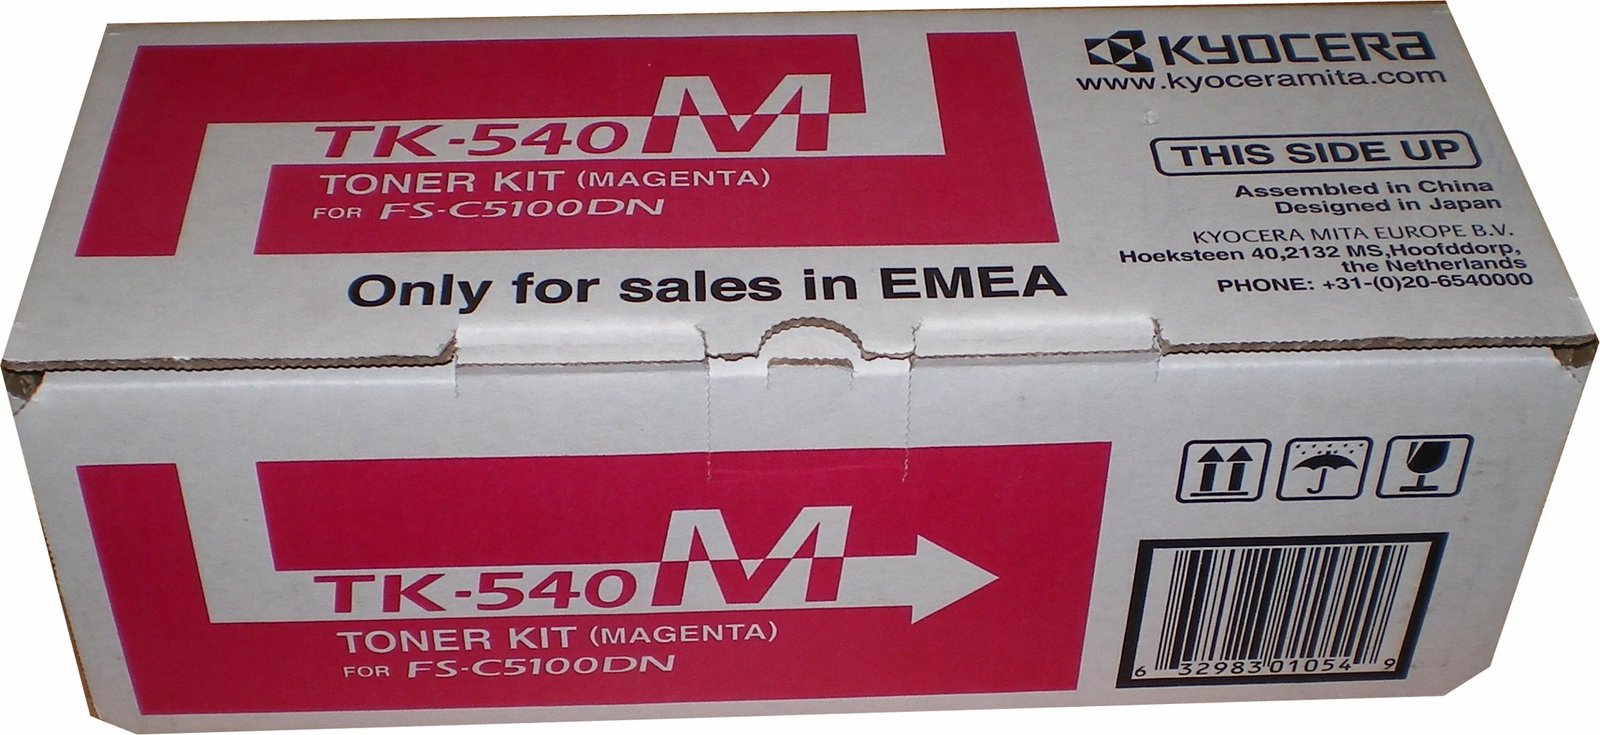 KYOCERA
www.kyoceramita.com
TK-540M
TONER KIT (MAGENTA)
FOR FS-C5100DN
THIS SIDE UP
Assembled in China
Designed in Japan
KYOCERA MITA EUROPE B.V.
Hoeksteen 40,2132 MS,Hoofddorp,
the Netherlands
PHONE: +31-(0)20-6540000
Only for sales in EMEA
TK-540M
TONER KIT (MAGENTA)
FOR FS-C5100DN
6 32983 01054 9